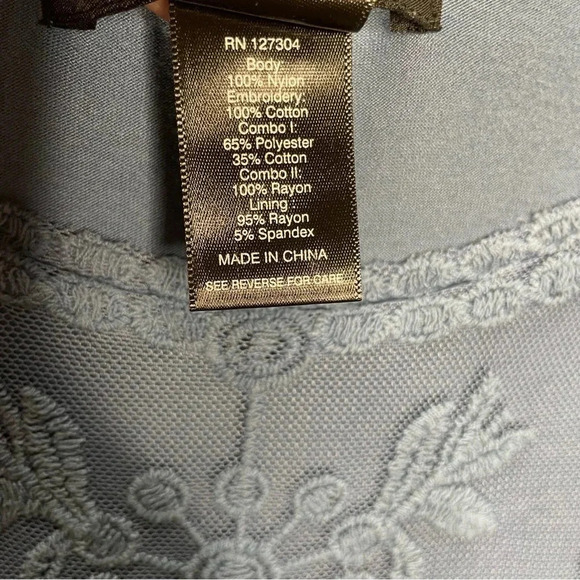 RN 127304
Body:
100% Nylon
Embroidery:
100% Cotton
Combo I:
65% Polyester
35% Cotton
Combo II:
100% Rayon
Lining:
95% Rayon
5% Spandex
MADE IN CHINA
SEE REVERSE FOR CARE